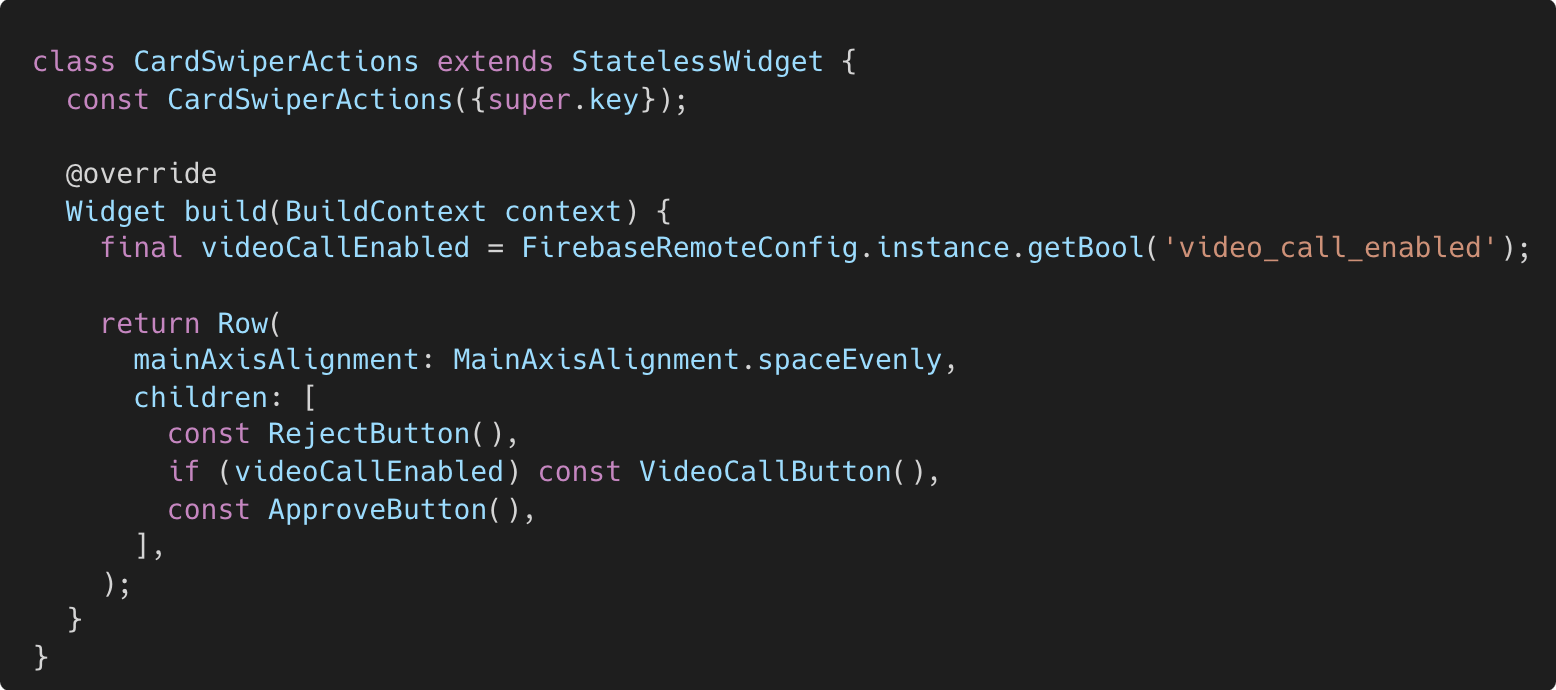 class CardSwiperActions extends StatelessWidget {
  const CardSwiperActions({super.key});

  @override
  Widget build(BuildContext context) {
    final videoCallEnabled = FirebaseRemoteConfig.instance.getBool('video_call_enabled');

    return Row(
      mainAxisAlignment: MainAxisAlignment.spaceEvenly,
      children: [
        const RejectButton(),
        if (videoCallEnabled) const VideoCallButton(),
        const ApproveButton(),
      ],
    );
  }
}